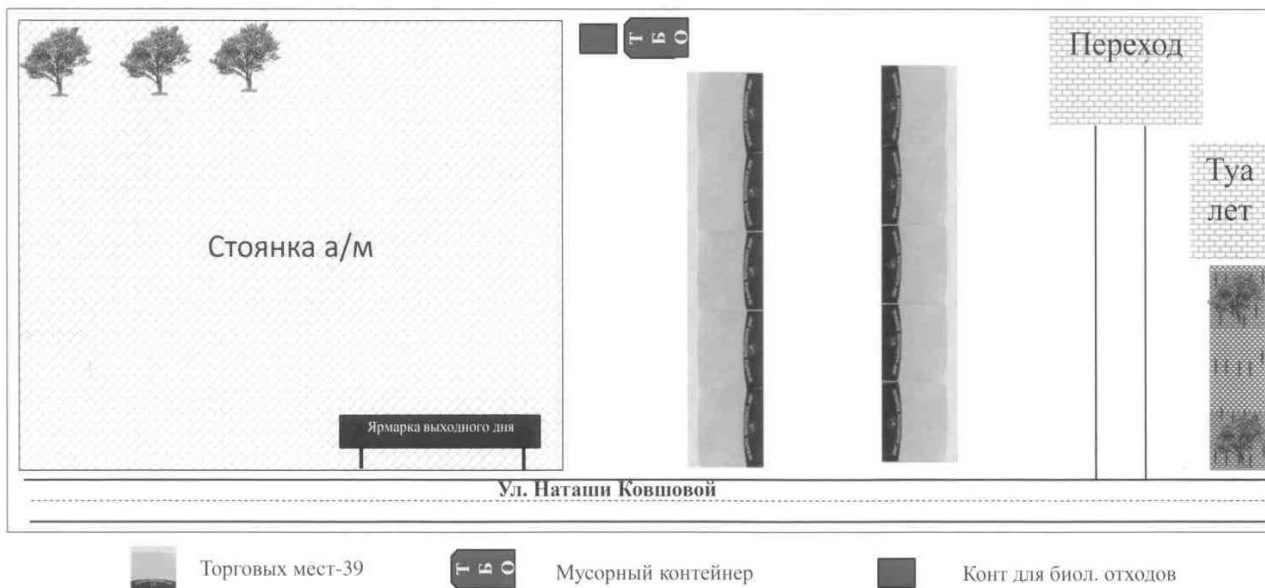 Т Б О
Переход
Туа
лет
Стоянка а/м
Ярмарка выходного дня
Ул. Наташи Ковшовой
Торговых мест-39
Т Б О
Мусорный контейнер
Конт для биол. отходов